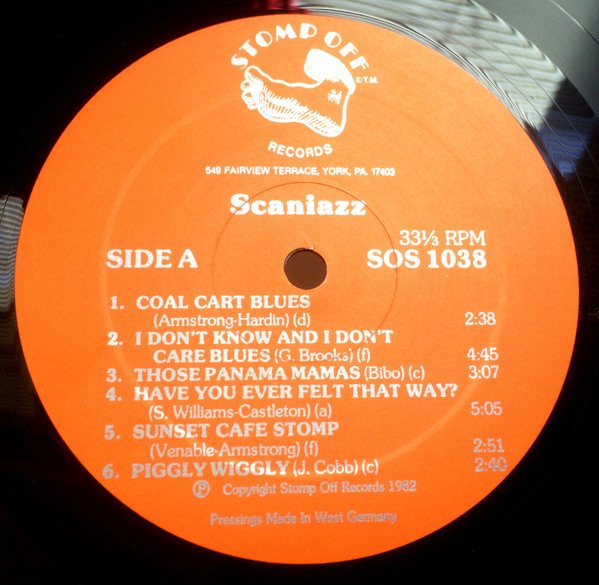 STOMP OFF
©T.M.
RECORDS
549 FAIRVIEW TERRACE, YORK, PA. 17403
Scaniazz
33⅓ RPM
SIDE A SOS 1038
1. COAL CART BLUES
(Armstrong-Hardin) (d) 2:38
2. I DON'T KNOW AND I DON'T
CARE BLUES (G. Brooks) (f) 4:45
3. THOSE PANAMA MAMAS (Bibo) (c) 3:07
4. HAVE YOU EVER FELT THAT WAY?
(S. Williams-Castleton) (a) 5:05
5. SUNSET CAFE STOMP
(Venable-Armstrong) (f) 2:51
6. PIGGLY WIGGLY (J. Cobb) (c) 2:40
Ⓟ Copyright Stomp Off Records 1982
Pressings Made In West Germany